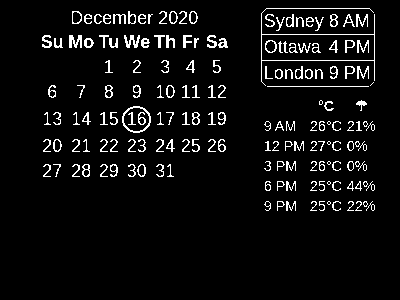 December 2020
Su Mo Tu We Th Fr Sa
1 2 3 4 5
6 7 8 9 10 11 12
13 14 15 16 17 18 19
20 21 22 23 24 25 26
27 28 29 30 31
Sydney 8 AM
Ottawa 4 PM
London 9 PM
°C ☂
9 AM 26°C 21%
12 PM 27°C 0%
3 PM 26°C 0%
6 PM 25°C 44%
9 PM 25°C 22%